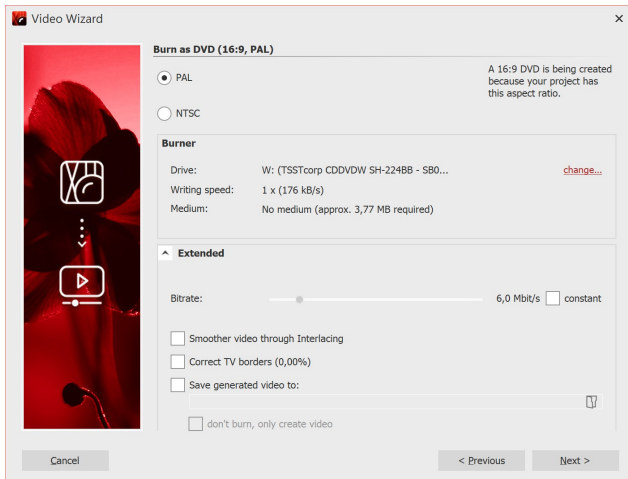 Video Wizard
Burn as DVD (16:9, PAL)
PAL
A 16:9 DVD is being created
because your project has
this aspect ratio.
NTSC
Burner
Drive: W: (TSSTcorp CDDVDW SH-224BB - SB0... change...
Writing speed: 1 x (176 kB/s)
Medium: No medium (approx. 3,77 MB required)
Extended
Bitrate: 6,0 Mbit/s constant
Smoother video through Interlacing
Correct TV borders (0,00%)
Save generated video to:
don't burn, only create video
Cancel < Previous Next >